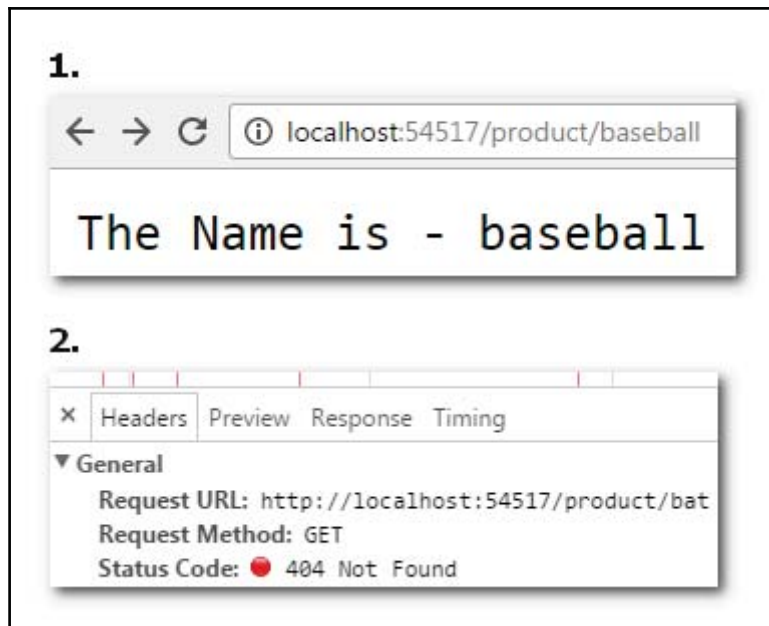 1.
localhost:54517/product/baseball
The Name is - baseball
2.
× Headers Preview Response Timing
▼ General
Request URL: http://localhost:54517/product/bat
Request Method: GET
Status Code: 404 Not Found